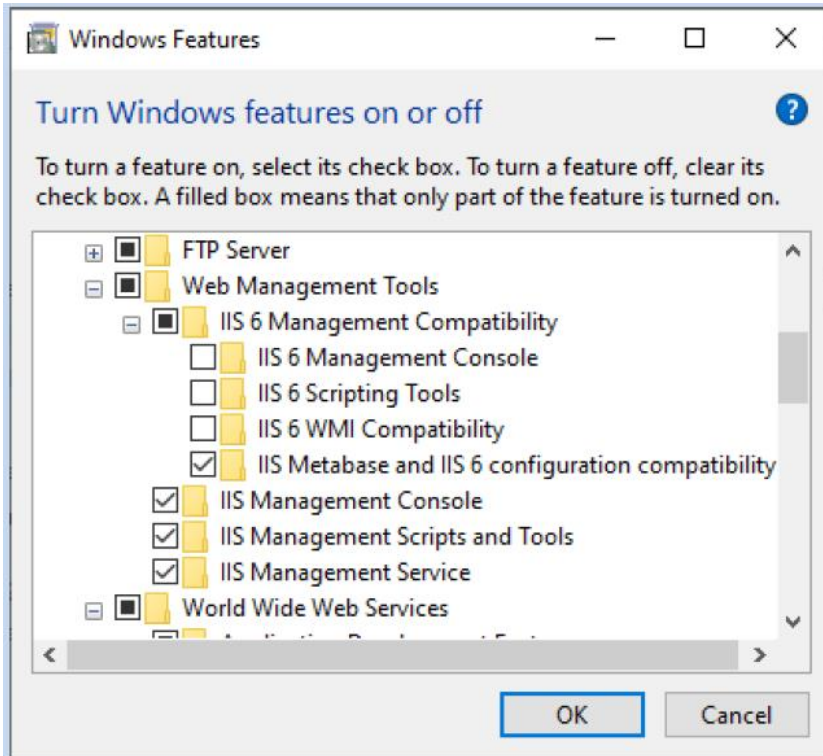 Windows Features
Turn Windows features on or off
?
To turn a feature on, select its check box. To turn a feature off, clear its
check box. A filled box means that only part of the feature is turned on.
FTP Server
Web Management Tools
IIS 6 Management Compatibility
IIS 6 Management Console
IIS 6 Scripting Tools
IIS 6 WMI Compatibility
IIS Metabase and IIS 6 configuration compatibility
IIS Management Console
IIS Management Scripts and Tools
IIS Management Service
World Wide Web Services
OK Cancel